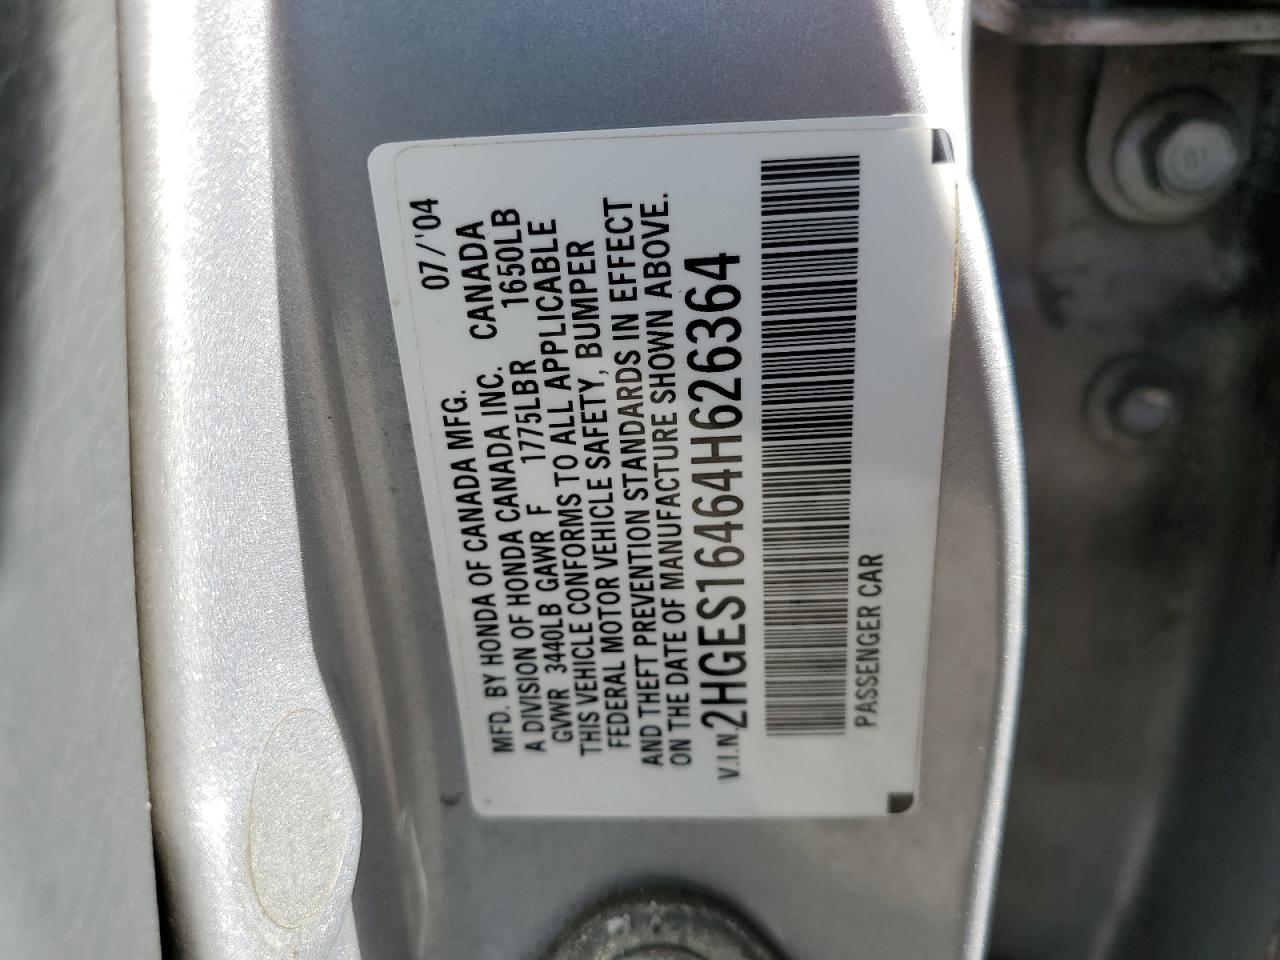 07/'04
MFD. BY HONDA OF CANADA MFG.
A DIVISION OF HONDA CANADA INC. CANADA
GVWR 3440LB GAWR F 1775LBR 1650LB
THIS VEHICLE CONFORMS TO ALL APPLICABLE
FEDERAL MOTOR VEHICLE SAFETY, BUMPER
AND THEFT PREVENTION STANDARDS IN EFFECT
ON THE DATE OF MANUFACTURE SHOWN ABOVE.
V.I.N 2HGES16464H626364
PASSENGER CAR